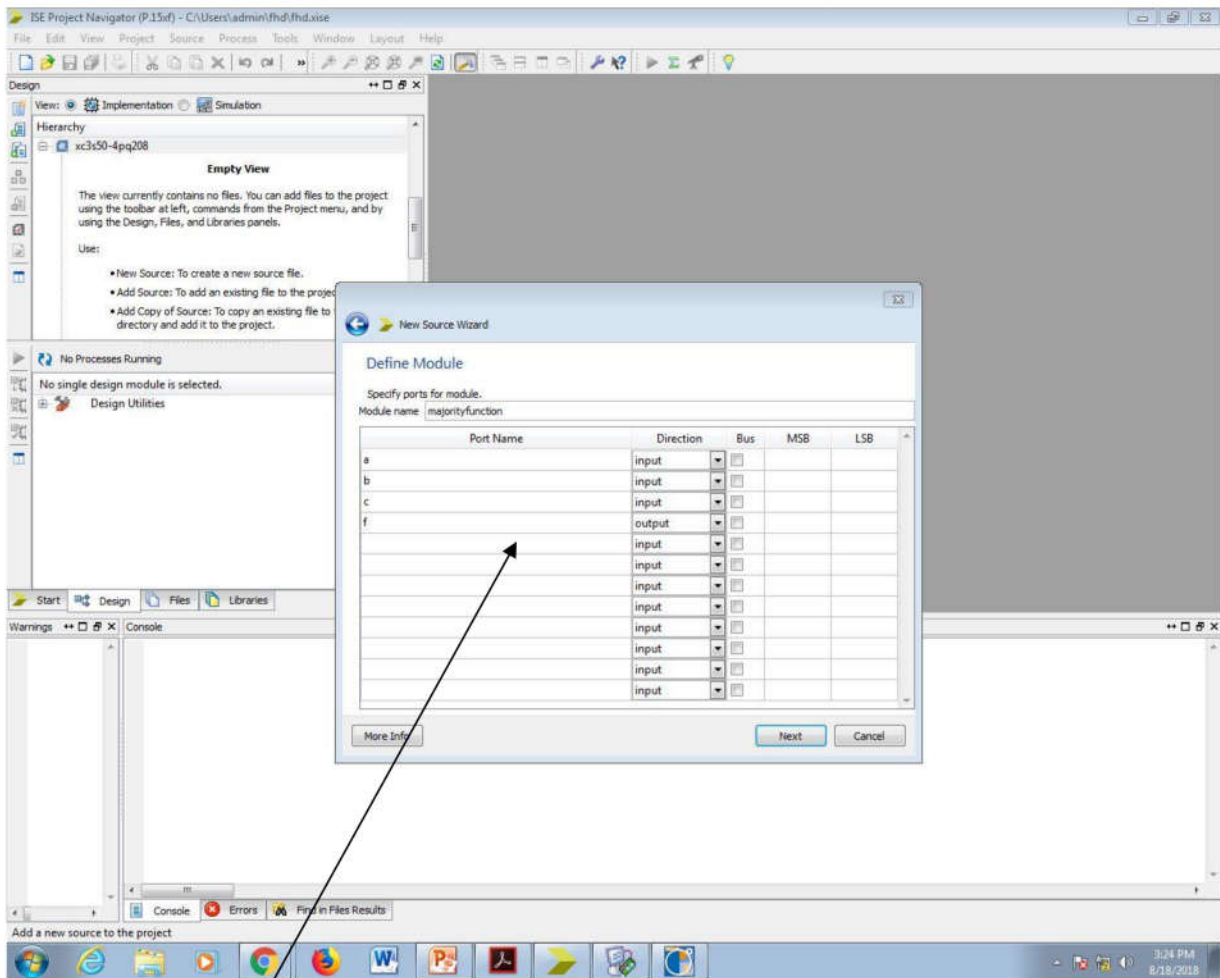 ISE Project Navigator (P.15xf) - C:\Users\admin\fhd\fhd.xise
File Edit View Project Source Process Tools Window Layout Help
Design
View: Implementation Simulation
Hierarchy
xc3s50-4pq208
Empty View
The view currently contains no files. You can add files to the project
using the toolbar at left, commands from the Project menu, and by
using the Design, Files, and Libraries panels.
Use:
• New Source: To create a new source file.
• Add Source: To add an existing file to the projec
• Add Copy of Source: To copy an existing file to
directory and add it to the project.
No Processes Running
No single design module is selected.
Design Utilities
Start Design Files Libraries
New Source Wizard
Define Module
Specify ports for module.
Module name majorityfunction
Port Name Direction Bus MSB LSB
a input
b input
c input
f output
input
input
input
input
input
input
input
input
More Info Next Cancel
Warnings Console
Console Errors Find in Files Results
Add a new source to the project
3:24 PM
8/18/2018